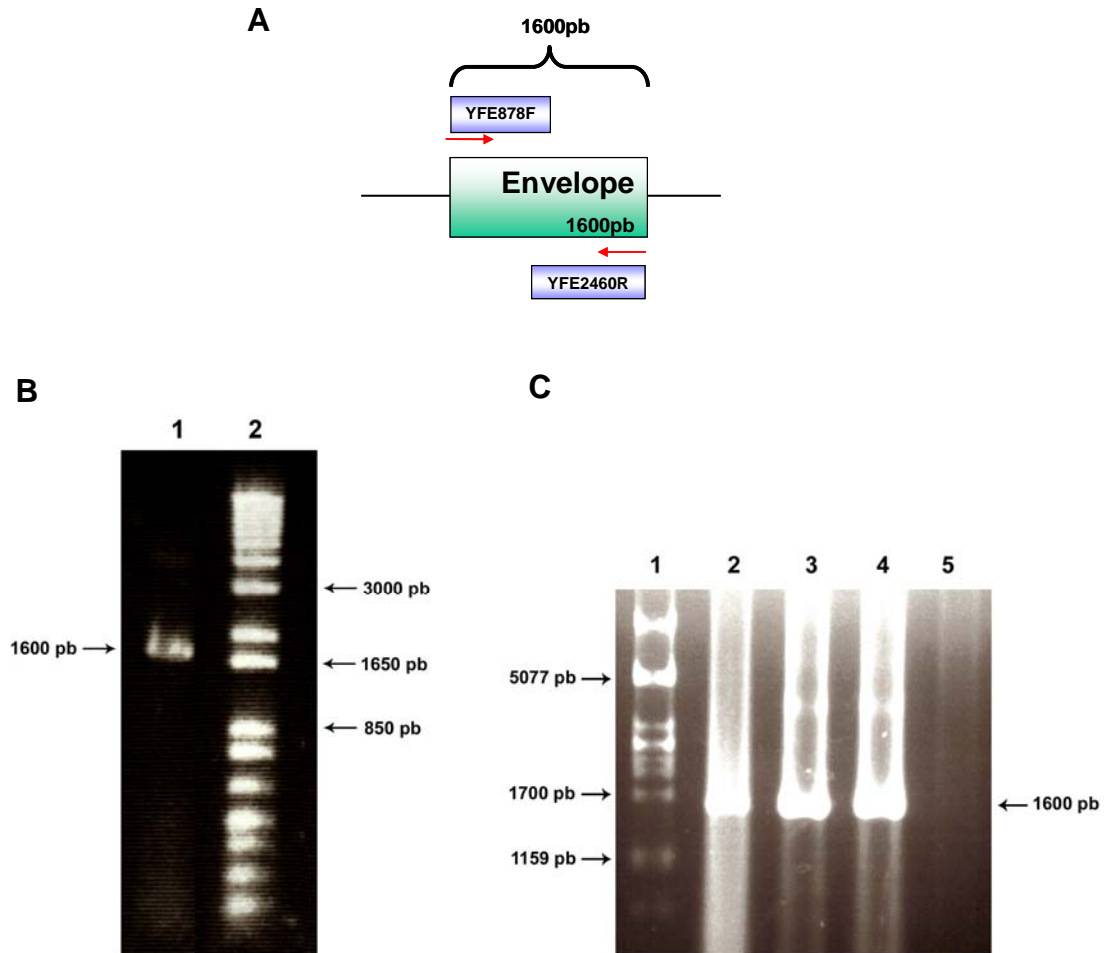 A
1600pb
YFE878F
Envelope
1600pb
YFE2460R
B
1 2
3000 pb
1600 pb
1650 pb
850 pb
C
1 2 3 4 5
5077 pb
1700 pb
1600 pb
1159 pb